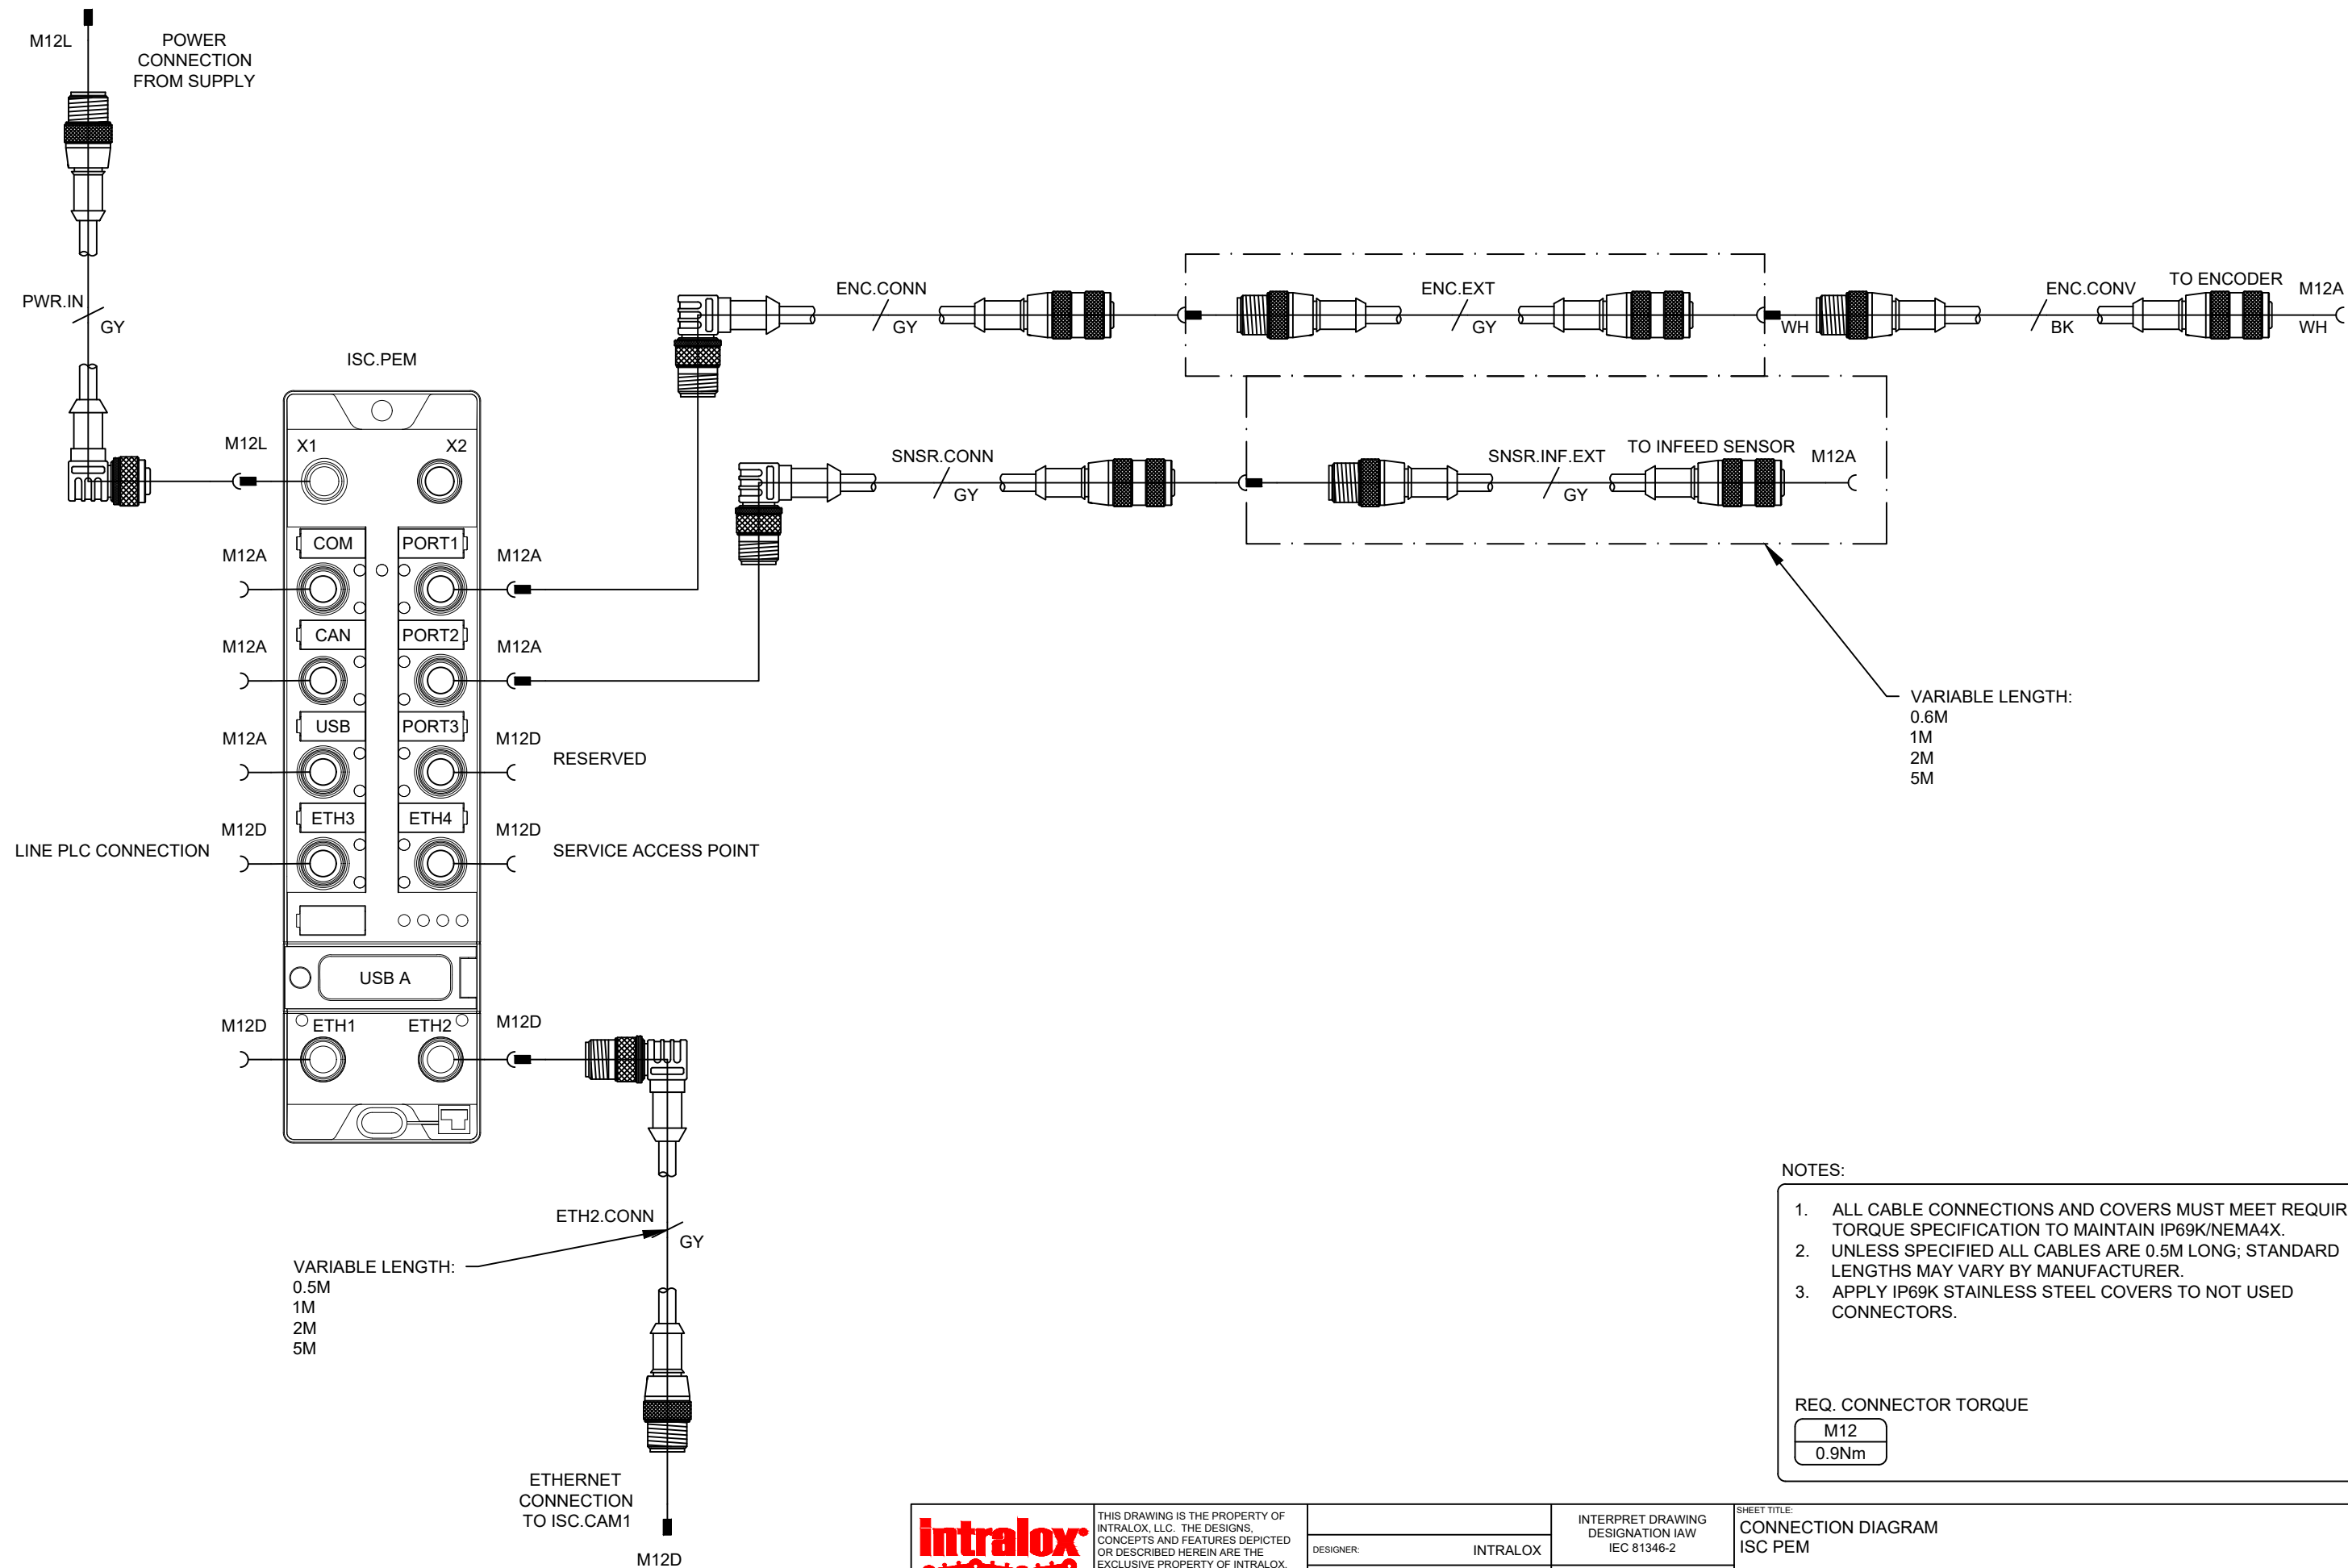 M12L
POWER
CONNECTION
FROM SUPPLY
PWR.IN
GY
ISC.PEM
M12L
X1
X2
COM
PORT1
M12A
M12A
CAN
PORT2
M12A
M12A
USB
PORT3
M12A
M12D
RESERVED
ETH3
ETH4
M12D
M12D
LINE PLC CONNECTION
SERVICE ACCESS POINT
USB A
M12D
ETH1
ETH2
M12D
ENC.CONN
GY
ENC.EXT
GY
WH
ENC.CONV
BK
TO ENCODER
M12A
WH
SNSR.CONN
GY
SNSR.INF.EXT
GY
TO INFEED SENSOR
M12A
VARIABLE LENGTH:
0.6M
1M
2M
5M
ETH2.CONN
GY
VARIABLE LENGTH:
0.5M
1M
2M
5M
ETHERNET
CONNECTION
TO ISC.CAM1
M12D
NOTES:
1. ALL CABLE CONNECTIONS AND COVERS MUST MEET REQUIR
TORQUE SPECIFICATION TO MAINTAIN IP69K/NEMA4X.
2. UNLESS SPECIFIED ALL CABLES ARE 0.5M LONG; STANDARD
LENGTHS MAY VARY BY MANUFACTURER.
3. APPLY IP69K STAINLESS STEEL COVERS TO NOT USED
CONNECTORS.
REQ. CONNECTOR TORQUE
M12
0.9Nm
intralox
THIS DRAWING IS THE PROPERTY OF
INTRALOX, LLC. THE DESIGNS,
CONCEPTS AND FEATURES DEPICTED
OR DESCRIBED HEREIN ARE THE
EXCLUSIVE PROPERTY OF INTRALOX,
DESIGNER: INTRALOX
INTERPRET DRAWING
DESIGNATION IAW
IEC 81346-2
SHEET TITLE:
CONNECTION DIAGRAM
ISC PEM